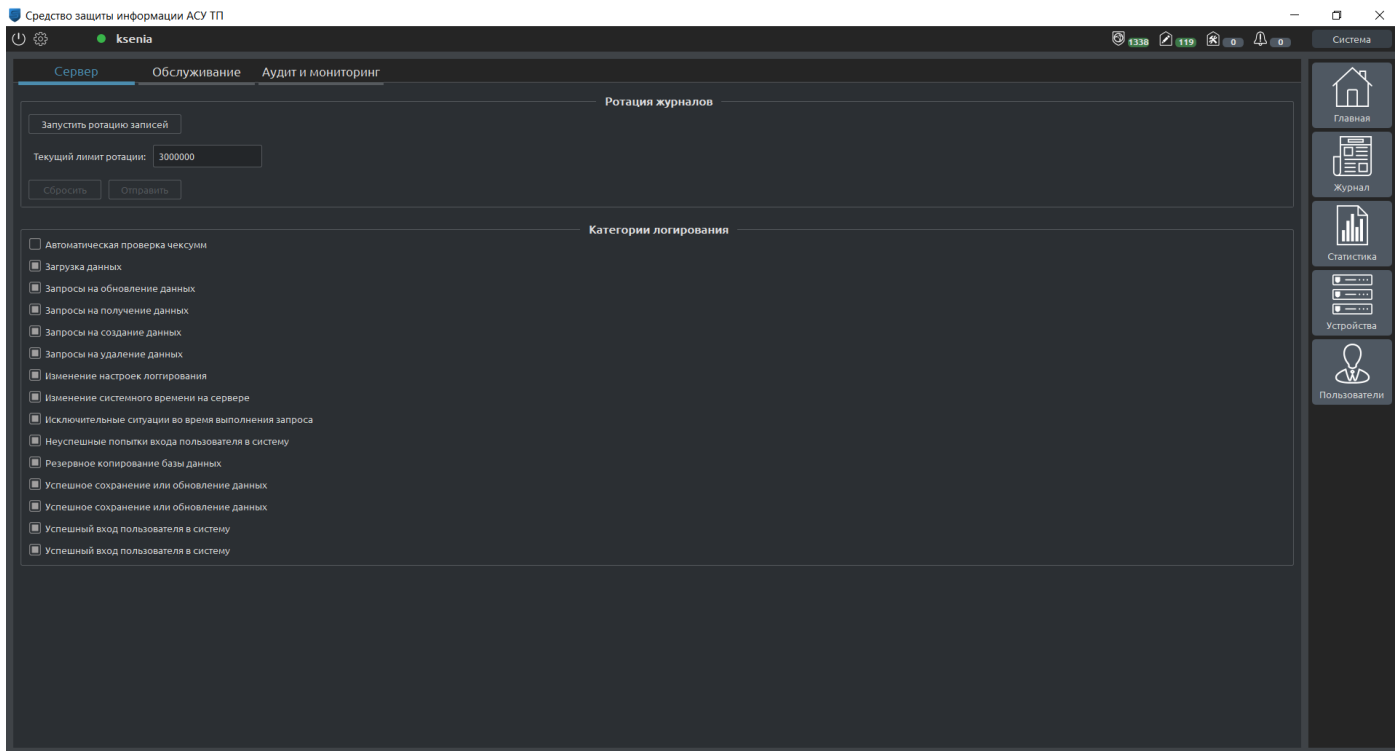 Средство защиты информации АСУ ТП
ksenia
1338 119 0 0
Система
Сервер Обслуживание Аудит и мониторинг
Ротация журналов
Запустить ротацию записей
Текущий лимит ротации: 3000000
Сбросить Отправить
Категории логирования
Автоматическая проверка чексумм
Загрузка данных
Запросы на обновление данных
Запросы на получение данных
Запросы на создание данных
Запросы на удаление данных
Изменение настроек логгирования
Изменение системного времени на сервере
Исключительные ситуации во время выполнения запроса
Неуспешные попытки входа пользователя в систему
Резервное копирование базы данных
Успешное сохранение или обновление данных
Успешное сохранение или обновление данных
Успешный вход пользователя в систему
Успешный вход пользователя в систему
Главная
Журнал
Статистика
Устройства
Пользователи